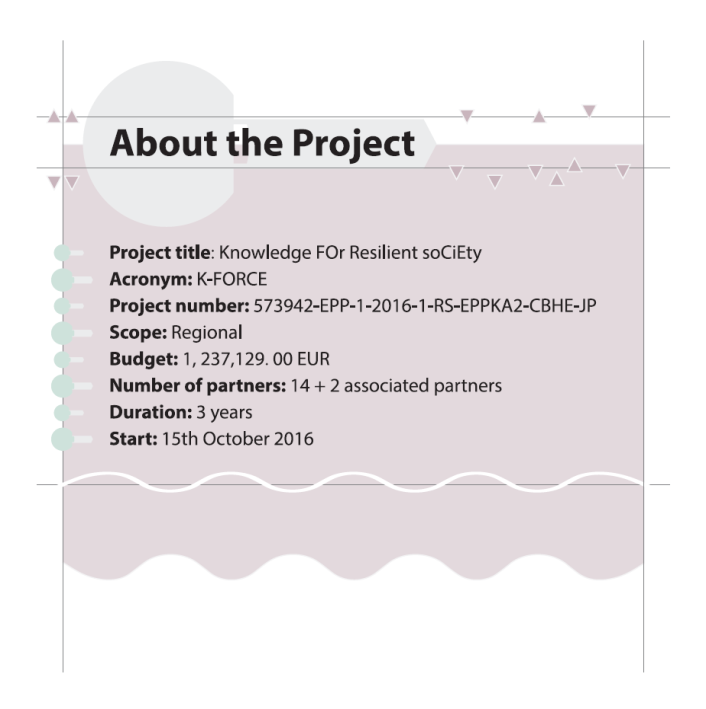 About the Project
Project title: Knowledge FOr Resilient soCiEty
Acronym: K-FORCE
Project number: 573942-EPP-1-2016-1-RS-EPPKA2-CBHE-JP
Scope: Regional
Budget: 1, 237,129. 00 EUR
Number of partners: 14 + 2 associated partners
Duration: 3 years
Start: 15th October 2016